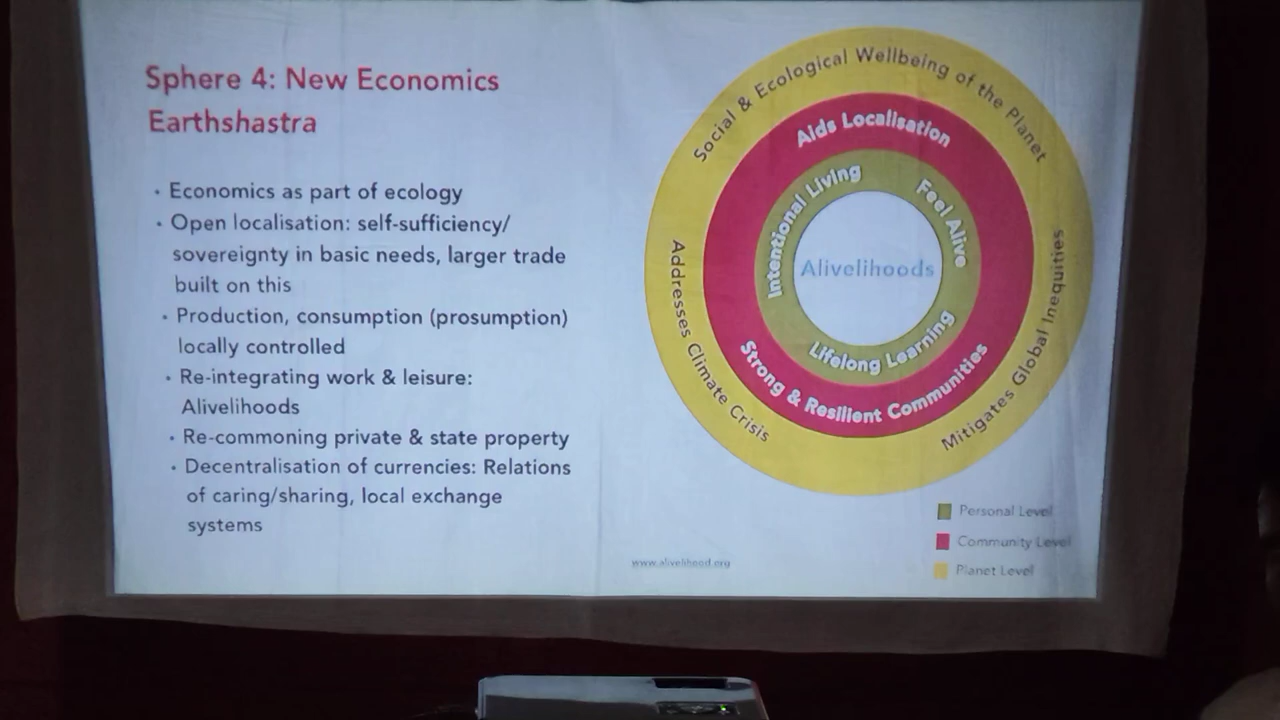 Sphere 4: New Economics
Earthshastra
• Economics as part of ecology
• Open localisation: self-sufficiency/
sovereignty in basic needs, larger trade
built on this
• Production, consumption (prosumption)
locally controlled
• Re-integrating work & leisure:
Alivelihoods
• Re-commoning private & state property
• Decentralisation of currencies: Relations
of caring/sharing, local exchange
systems
Social & Ecological Wellbeing of the Planet
Aids Localisation
Intentional Living
Feel Alive
Alivelihoods
Lifelong Learning
Strong & Resilient Communities
Addresses Climate Crisis
Mitigates Global Inequities
Personal Level
Community Level
Planet Level
www.alivelihood.org